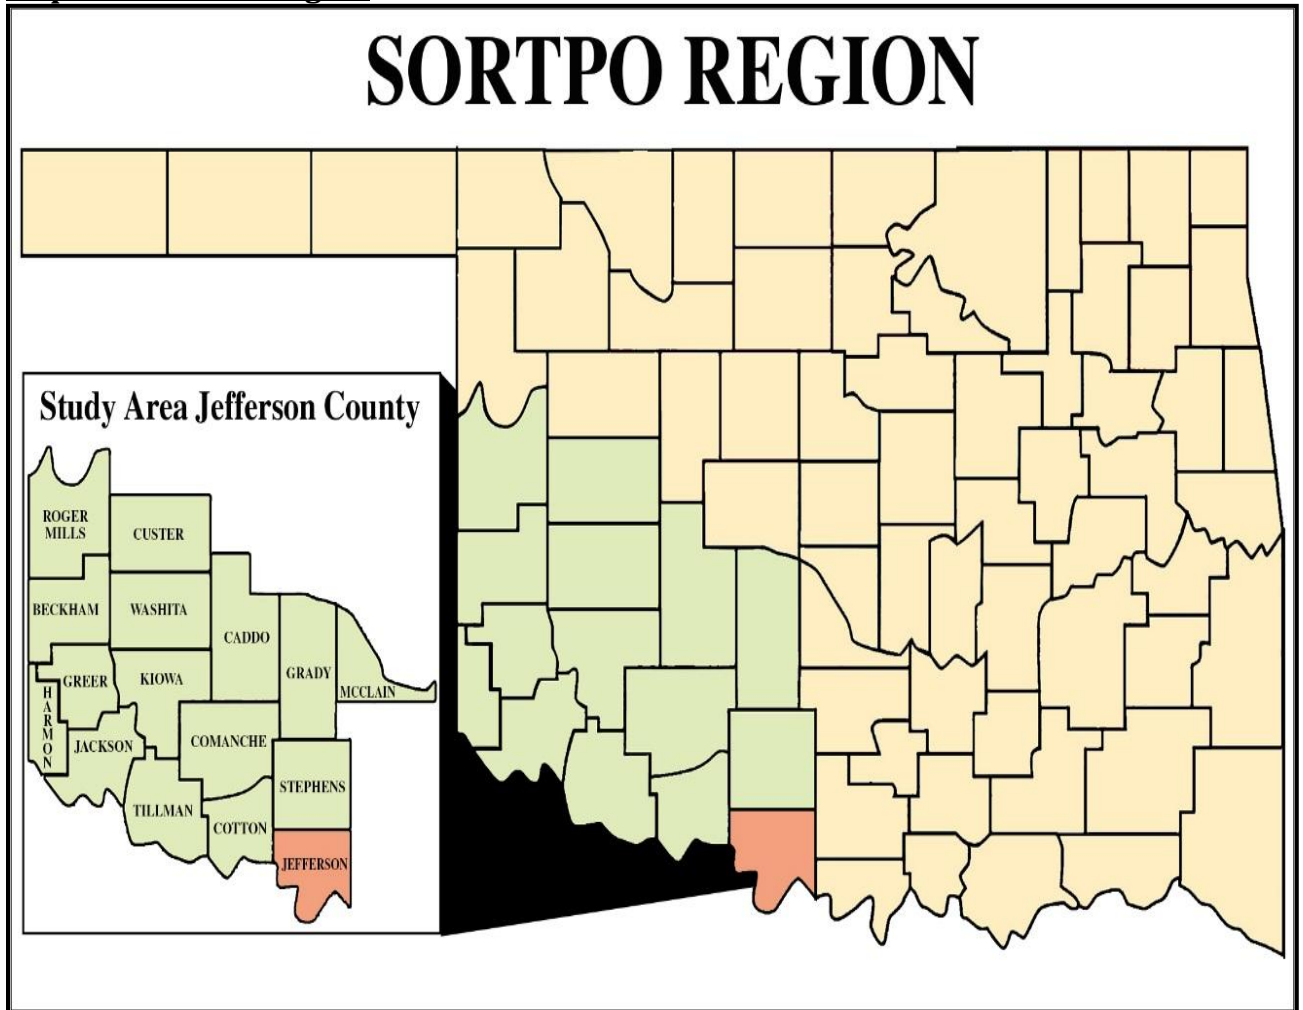 SORTPO REGION
Study Area Jefferson County
ROGER
MILLS
CUSTER
BECKHAM
WASHITA
CADDO
GREER
KIOWA
GRADY
MCCLAIN
HARMON
JACKSON
COMANCHE
STEPHENS
TILLMAN
COTTON
JEFFERSON